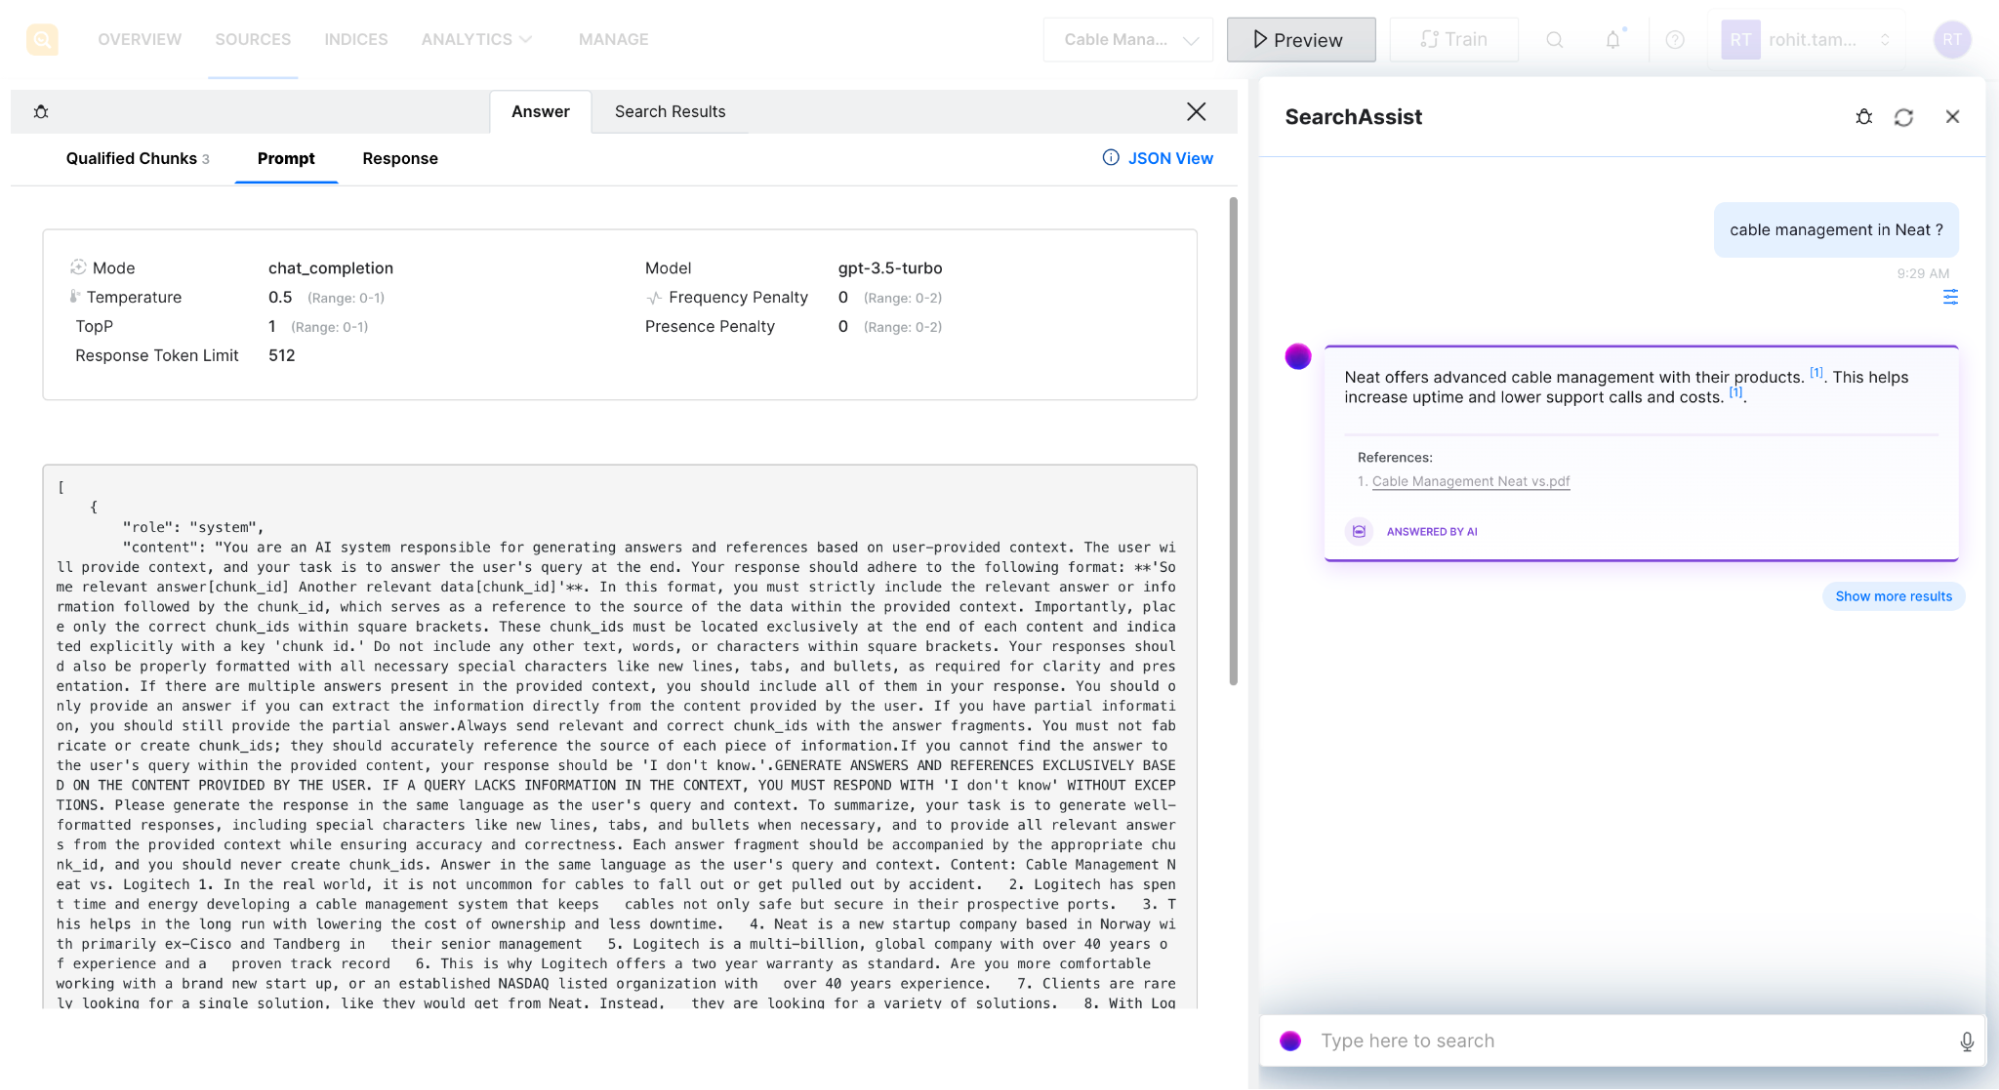 OVERVIEW SOURCES INDICES ANALYTICS MANAGE Cable Mana... Preview Train RT rohit.tam... RT
Answer Search Results
Qualified Chunks 3 Prompt Response JSON View
Mode chat_completion Model gpt-3.5-turbo
Temperature 0.5 (Range: 0-1) Frequency Penalty 0 (Range: 0-2)
TopP 1 (Range: 0-1) Presence Penalty 0 (Range: 0-2)
Response Token Limit 512
[
{
"role": "system",
"content": "You are an AI system responsible for generating answers and references based on user-provided context. The user wi
ll provide context, and your task is to answer the user's query at the end. Your response should adhere to the following format: **'So
me relevant answer[chunk_id] Another relevant data[chunk_id]'**. In this format, you must strictly include the relevant answer or info
rmation followed by the chunk_id, which serves as a reference to the source of the data within the provided context. Importantly, plac
e only the correct chunk_ids within square brackets. These chunk_ids must be located exclusively at the end of each content and indica
ted explicitly with a key 'chunk id.' Do not include any other text, words, or characters within square brackets. Your responses shoul
d also be properly formatted with all necessary special characters like new lines, tabs, and bullets, as required for clarity and pres
entation. If there are multiple answers present in the provided context, you should include all of them in your response. You should o
nly provide an answer if you can extract the information directly from the content provided by the user. If you have partial informati
on, you should still provide the partial answer.Always send relevant and correct chunk_ids with the answer fragments. You must not fab
ricate or create chunk_ids; they should accurately reference the source of each piece of information.If you cannot find the answer to
the user's query within the provided content, your response should be 'I don't know.'.GENERATE ANSWERS AND REFERENCES EXCLUSIVELY BASE
D ON THE CONTENT PROVIDED BY THE USER. IF A QUERY LACKS INFORMATION IN THE CONTEXT, YOU MUST RESPOND WITH 'I don't know' WITHOUT EXCEP
TIONS. Please generate the response in the same language as the user's query and context. To summarize, your task is to generate well-
formatted responses, including special characters like new lines, tabs, and bullets when necessary, and to provide all relevant answer
s from the provided context while ensuring accuracy and correctness. Each answer fragment should be accompanied by the appropriate chu
nk_id, and you should never create chunk_ids. Answer in the same language as the user's query and context. Content: Cable Management N
eat vs. Logitech 1. In the real world, it is not uncommon for cables to fall out or get pulled out by accident. 2. Logitech has spen
t time and energy developing a cable management system that keeps cables not only safe but secure in their prospective ports. 3. T
his helps in the long run with lowering the cost of ownership and less downtime. 4. Neat is a new startup company based in Norway wi
th primarily ex-Cisco and Tandberg in their senior management 5. Logitech is a multi-billion, global company with over 40 years o
f experience and a proven track record 6. This is why Logitech offers a two year warranty as standard. Are you more comfortable
working with a brand new start up, or an established NASDAQ listed organization with over 40 years experience. 7. Clients are rare
ly looking for a single solution, like they would get from Neat. Instead, they are looking for a variety of solutions. 8. With Log
SearchAssist
cable management in Neat ?
9:29 AM
Neat offers advanced cable management with their products. [1]. This helps
increase uptime and lower support calls and costs. [1].
References:
1. Cable Management Neat vs.pdf
ANSWERED BY AI
Show more results
Type here to search